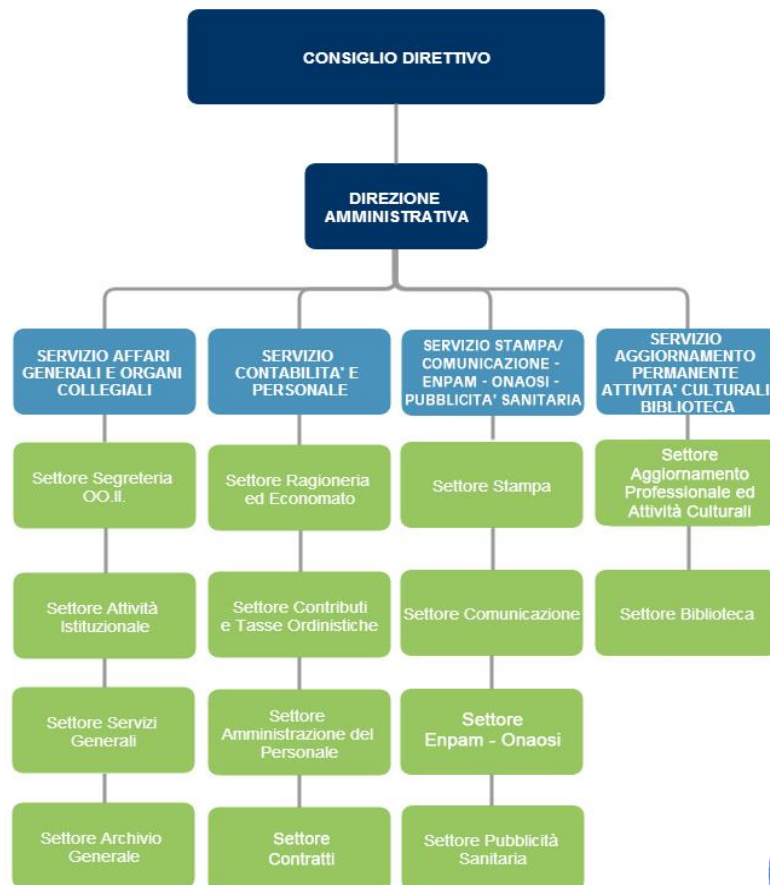 CONSIGLIO DIRETTIVO
DIREZIONE
AMMINISTRATIVA
SERVIZIO AFFARI
GENERALI E ORGANI
COLLEGIALI
Settore Segreteria
OO.II.
Settore Attività
Istituzionale
Settore Servizi
Generali
Settore Archivio
Generale
SERVIZIO
CONTABILITA' E
PERSONALE
Settore Ragioneria
ed Economato
Settore Contributi
e Tasse Ordinistiche
Settore
Amministrazione del
Personale
Settore
Contratti
SERVIZIO STAMPA/
COMUNICAZIONE -
ENPAM - ONAOSI -
PUBBLICITA' SANITARIA
Settore Stampa
Settore Comunicazione
Settore
Enpam - Onaosi
Settore Pubblicità
Sanitaria
SERVIZIO
AGGIORNAMENTO
PERMANENTE
ATTIVITA' CULTURALI
BIBLIOTECA
Settore
Aggiornamento
Professionale ed
Attività Culturali
Settore Biblioteca